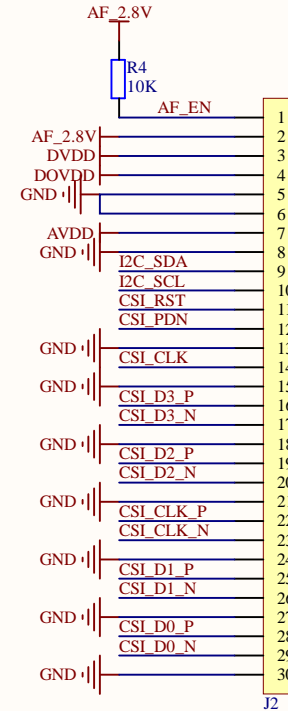 AF_2.8V
R4
10K
AF_EN 1
AF_2.8V 2
DVDD 3
DOVDD 4
GND 5
6
AVDD 7
GND 8
I2C_SDA 9
I2C_SCL 10
CSI_RST 11
CSI_PDN 12
GND 13
CSI_CLK 14
GND 15
CSI_D3_P 16
CSI_D3_N 17
GND 18
CSI_D2_P 19
CSI_D2_N 20
GND 21
CSI_CLK_P 22
CSI_CLK_N 23
GND 24
CSI_D1_P 25
CSI_D1_N 26
GND 27
CSI_D0_P 28
CSI_D0_N 29
GND 30
J2